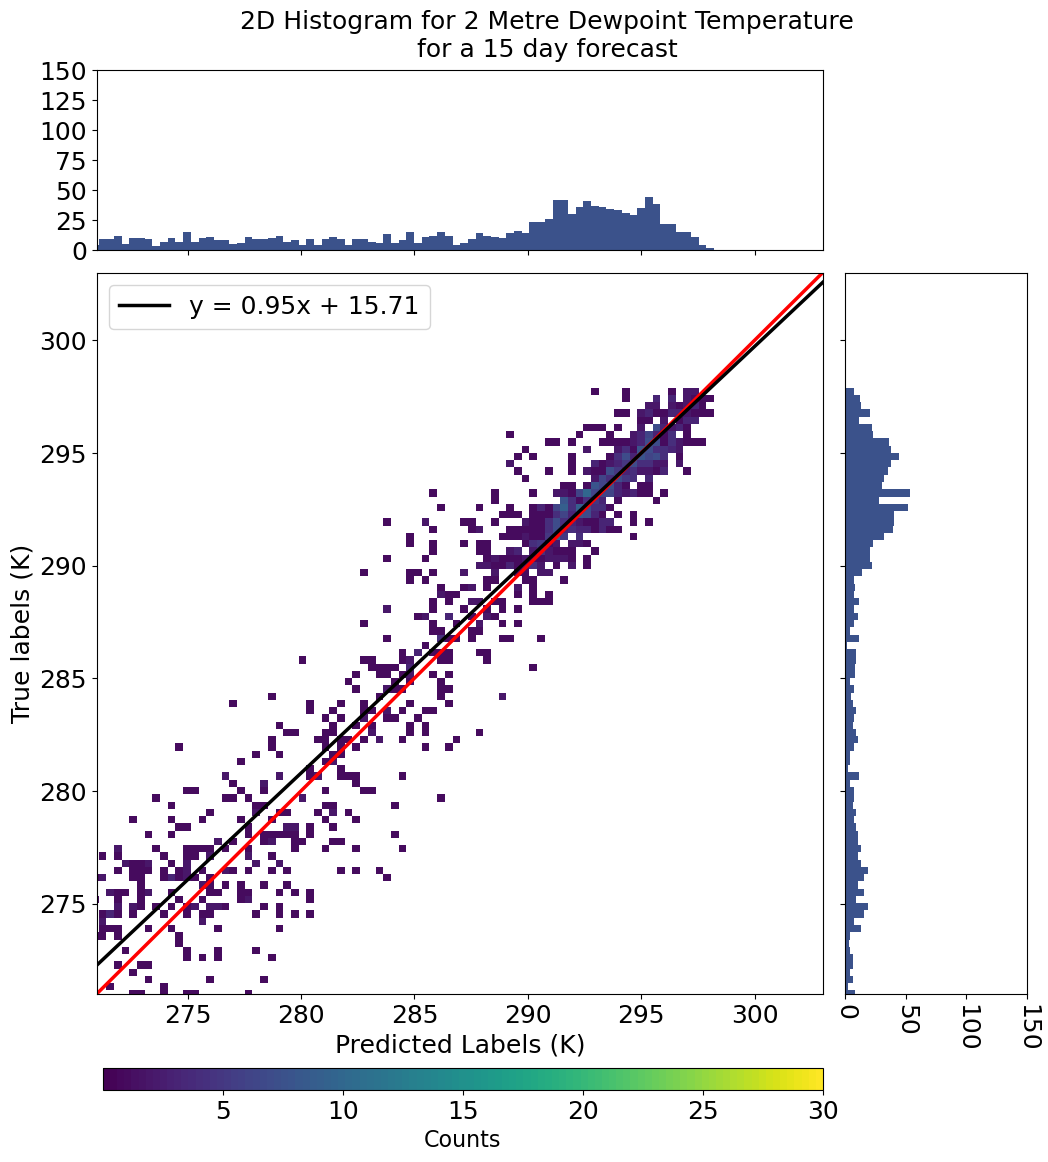 2D Histogram for 2 Metre Dewpoint Temperature
for a 15 day forecast
150
125
100
75
50
25
0
y = 0.95x + 15.71
300
295
290
285
280
275
True labels (K)
275 280 285 290 295 300
Predicted Labels (K)
0 50 100 150
5 10 15 20 25 30
Counts